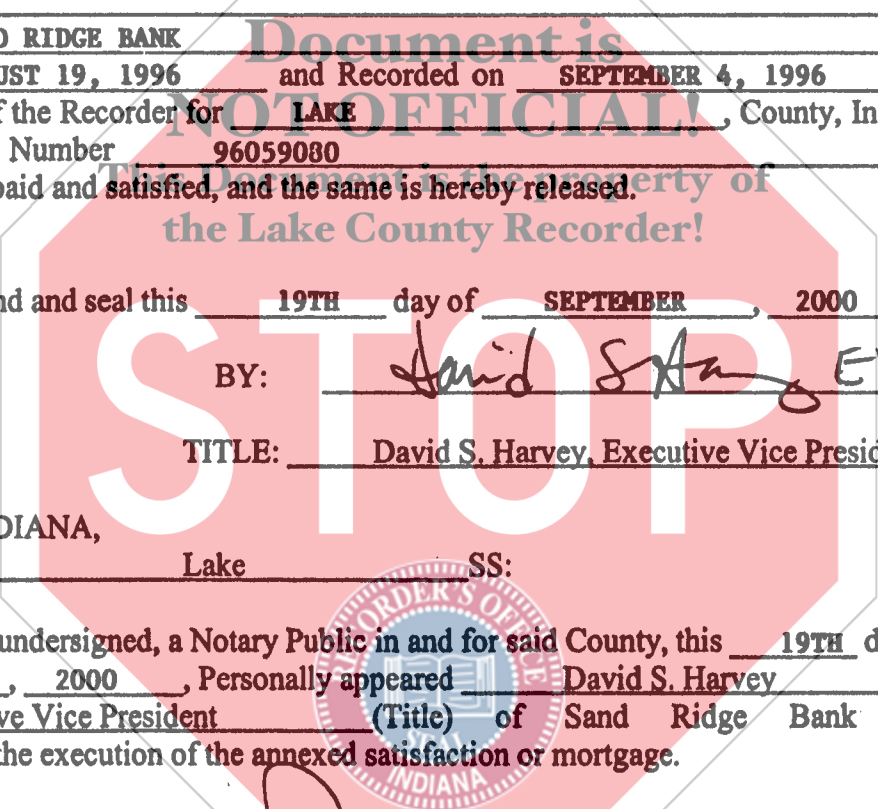 D RIDGE BANK
Document is
UST 19, 1996 and Recorded on SEPTEMBER 4, 1996
f the Recorder for LAKE , County, In
NOT OFFICIAL!
Number 96059080
This Document is the property of
paid and satisfied, and the same is hereby released.
the Lake County Recorder!
nd and seal this 19TH day of SEPTEMBER , 2000
STOP
BY: David S Harvey E
TITLE: David S. Harvey, Executive Vice Presid
DIANA,
Lake SS:
RECORDER'S OFFICE
undersigned, a Notary Public in and for said County, this 19TH d
, 2000 , Personally appeared David S. Harvey
ve Vice President (Title) of Sand Ridge Bank
SEAL
the execution of the annexed satisfaction or mortgage.
INDIANA